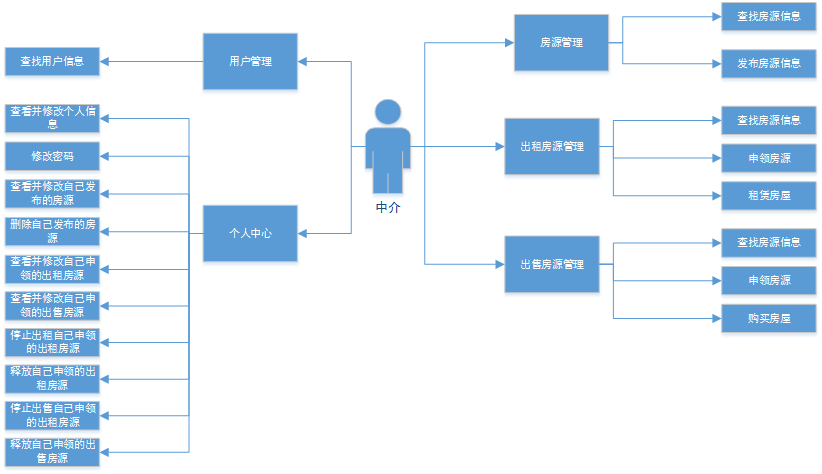 查找用户信息
用户管理
查看并修改个人信
息
修改密码
查看并修改自己发
布的房源
删除自己发布的房
源
查看并修改自己申
领的出租房源
查看并修改自己申
领的出售房源
停止出租自己申领
的出租房源
释放自己申领的出
租房源
停止出售自己申领
的出租房源
释放自己申领的出
售房源
个人中心
中介
房源管理
查找房源信息
发布房源信息
出租房源管理
查找房源信息
申领房源
租赁房屋
出售房源管理
查找房源信息
申领房源
购买房屋